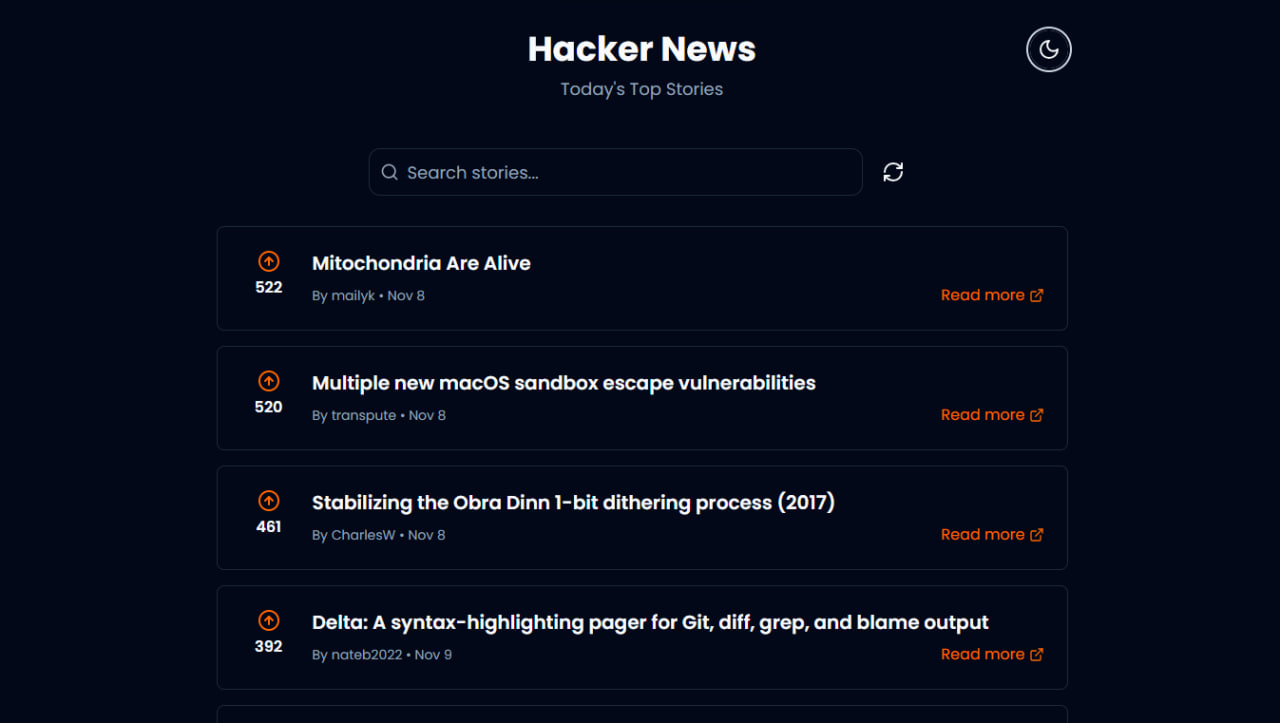 Hacker News
Today's Top Stories
Search stories...
522
Mitochondria Are Alive
By mailyk • Nov 8
Read more
520
Multiple new macOS sandbox escape vulnerabilities
By transpute • Nov 8
Read more
461
Stabilizing the Obra Dinn 1-bit dithering process (2017)
By CharlesW • Nov 8
Read more
392
Delta: A syntax-highlighting pager for Git, diff, grep, and blame output
By nateb2022 • Nov 9
Read more